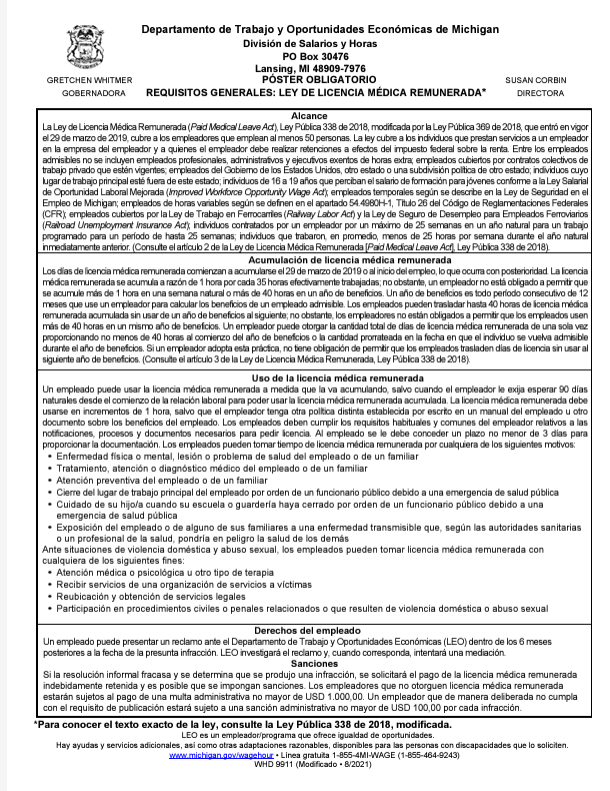 Departamento de Trabajo y Oportunidades Económicas de Michigan
División de Salarios y Horas
PO Box 30476
Lansing, MI 48909-7976
GRETCHEN WHITMER
GOBERNADORA
PÓSTER OBLIGATORIO
REQUISITOS GENERALES: LEY DE LICENCIA MÉDICA REMUNERADA*
SUSAN CORBIN
DIRECTORA
Alcance
La Ley de Licencia Médica Remunerada (Paid Medical Leave Act), Ley Pública 338 de 2018, modificada por la Ley Pública 369 de 2018, que entró en vigor
el 29 de marzo de 2019, cubre a los empleadores que emplean al menos 50 personas. La ley cubre a los individuos que prestan servicios a un empleador
en la empresa del empleador y a quienes el empleador debe realizar retenciones a efectos del impuesto federal sobre la renta. Entre los empleados
admisibles no se incluyen empleados profesionales, administrativos y ejecutivos exentos de horas extra; empleados cubiertos por contratos colectivos de
trabajo privado que estén vigentes; empleados del Gobierno de los Estados Unidos, otro estado o una subdivisión política de otro estado; individuos cuyo
lugar de trabajo principal esté fuera de este estado; individuos de 16 a 19 años que perciban el salario de formación para jóvenes conforme a la Ley Salarial
de Oportunidad Laboral Mejorada (Improved Workforce Opportunity Wage Act); empleados temporales según se describe en la Ley de Seguridad en el
Empleo de Michigan; empleados de horas variables según se definen en el apartado 54.4980H-1, Título 26 del Código de Reglamentaciones Federales
(CFR); empleados cubiertos por la Ley de Trabajo en Ferrocarriles (Railway Labor Act) y la Ley de Seguro de Desempleo para Empleados Ferroviarios
(Railroad Unemployment Insurance Act); individuos contratados por un empleador por un máximo de 25 semanas en un año natural para un trabajo
programado para un período de hasta 25 semanas; individuos que trabaron, en promedio, menos de 25 horas por semana durante el año natural
inmediatamente anterior. (Consulte el artículo 2 de la Ley de Licencia Médica Remunerada [Paid Medical Leave Act], Ley Pública 338 de 2018).
Acumulación de licencia médica remunerada
Los días de licencia médica remunerada comienzan a acumularse el 29 de marzo de 2019 o al inicio del empleo, lo que ocurra con posterioridad. La licencia
médica remunerada se acumula a razón de 1 hora por cada 35 horas efectivamente trabajadas; no obstante, un empleador no está obligado a permitir que
se acumule más de 1 hora en una semana natural o más de 40 horas en un año de beneficios. Un año de beneficios es todo período consecutivo de 12
meses que use un empleador para calcular los beneficios de un empleado admisible. Los empleados pueden trasladar hasta 40 horas de licencia médica
remunerada acumulada sin usar de un año de beneficios al siguiente; no obstante, los empleadores no están obligados a permitir que los empleados usen
más de 40 horas en un mismo año de beneficios. Un empleador puede otorgar la cantidad total de días de licencia médica remunerada de una sola vez
proporcionando no menos de 40 horas al comienzo del año de beneficios o la cantidad prorrateada en la fecha en que el individuo se vuelva admisible
durante el año de beneficios. Si un empleador adopta esta práctica, no tiene obligación de permitir que los empleados trasladen días de licencia sin usar al
siguiente año de beneficios. (Consulte el artículo 3 de la Ley de Licencia Médica Remunerada, Ley Pública 338 de 2018).
Uso de la licencia médica remunerada
Un empleado puede usar la licencia médica remunerada a medida que la va acumulando, salvo cuando el empleador le exija esperar 90 días
naturales desde el comienzo de la relación laboral para poder usar la licencia médica remunerada acumulada. La licencia médica remunerada debe
usarse en incrementos de 1 hora, salvo que el empleador tenga otra política distinta establecida por escrito en un manual del empleado u otro
documento sobre los beneficios del empleado. Los empleados deben cumplir los requisitos habituales y comunes del empleador relativos a las
notificaciones, procesos y documentos necesarios para pedir licencia. Al empleado se le debe conceder un plazo no menor de 3 días para
proporcionar la documentación. Los empleados pueden tomar tiempo de licencia médica remunerada por cualquiera de los siguientes motivos:
• Enfermedad física o mental, lesión o problema de salud del empleado o de un familiar
• Tratamiento, atención o diagnóstico médico del empleado o de un familiar
• Atención preventiva del empleado o de un familiar
• Cierre del lugar de trabajo principal del empleado por orden de un funcionario público debido a una emergencia de salud pública
• Cuidado de su hijo/a cuando su escuela o guardería haya cerrado por orden de un funcionario público debido a una
emergencia de salud pública
• Exposición del empleado o de alguno de sus familiares a una enfermedad transmisible que, según las autoridades sanitarias
o un profesional de la salud, pondría en peligro la salud de los demás
Ante situaciones de violencia doméstica y abuso sexual, los empleados pueden tomar licencia médica remunerada con
cualquiera de los siguientes fines:
• Atención médica o psicológica u otro tipo de terapia
• Recibir servicios de una organización de servicios a víctimas
• Reubicación y obtención de servicios legales
• Participación en procedimientos civiles o penales relacionados o que resulten de violencia doméstica o abuso sexual
Derechos del empleado
Un empleado puede presentar un reclamo ante el Departamento de Trabajo y Oportunidades Económicas (LEO) dentro de los 6 meses
posteriores a la fecha de la presunta infracción. LEO investigará el reclamo y, cuando corresponda, intentará una mediación.
Sanciones
Si la resolución informal fracasa y se determina que se produjo una infracción, se solicitará el pago de la licencia médica remunerada
indebidamente retenida y es posible que se impongan sanciones. Los empleadores que no otorguen licencia médica remunerada
estarán sujetos al pago de una multa administrativa no mayor de USD 1.000,00. Un empleador que de manera deliberada no cumpla
con el requisito de publicación estará sujeto a una sanción administrativa no mayor de USD 100,00 por cada infracción.
*Para conocer el texto exacto de la ley, consulte la Ley Pública 338 de 2018, modificada.
LEO es un empleador/programa que ofrece igualdad de oportunidades.
Hay ayudas y servicios adicionales, así como otras adaptaciones razonables, disponibles para las personas con discapacidades que lo soliciten.
www.michigan.gov/wagehour • Línea gratuita 1-855-4MI-WAGE (1-855-464-9243)
WHD 9911 (Modificado • 8/2021)